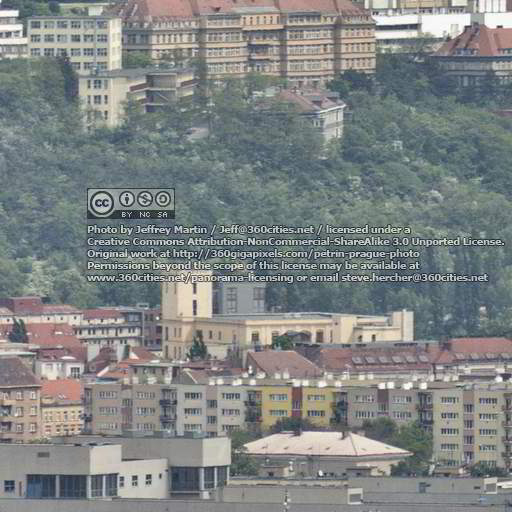 cc
BY NC SA
Photo by Jeffrey Martin / Jeff@360cities.net / licensed under a
Creative Commons Attribution-NonCommercial-ShareAlike 3.0 Unported License.
Original work at http://360gigapixels.com/petrin-prague-photo
Permissions beyond the scope of this license may be available at
www.360cities.net/panorama-licensing or email steve.hercher@360cities.net